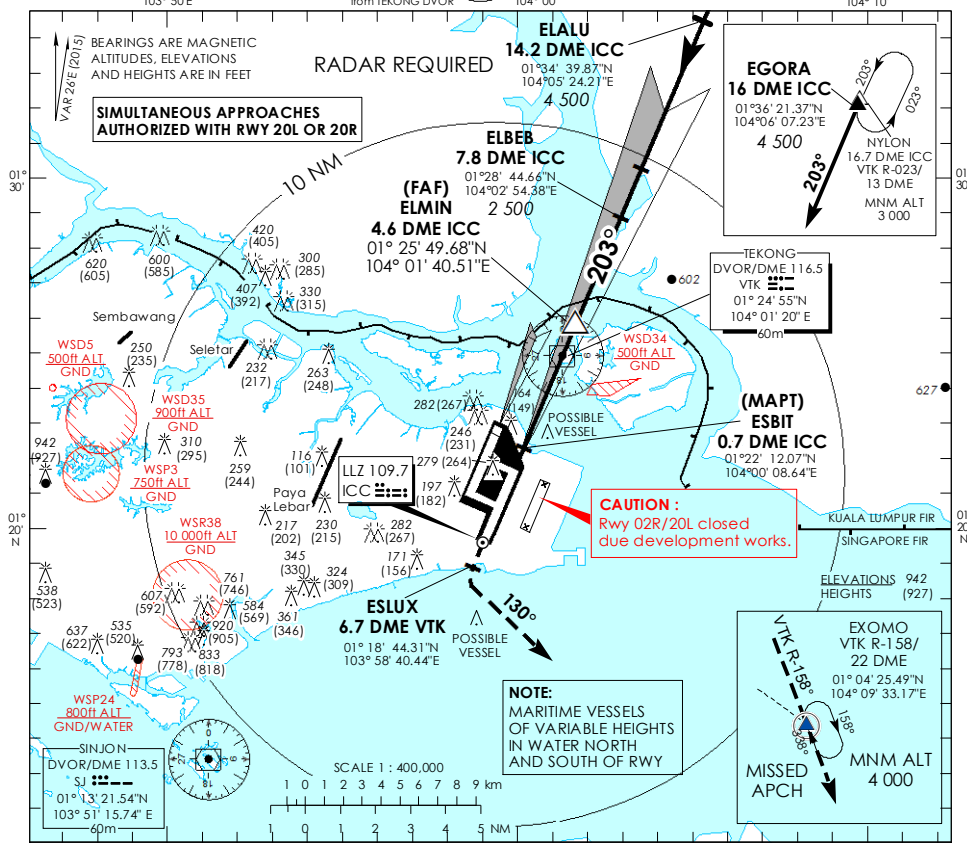 103° 50'E
from TEKONG DVOR
104° 00'
104° 10'
VAR 26'E (2015)
BEARINGS ARE MAGNETIC
ALTITUDES, ELEVATIONS
AND HEIGHTS ARE IN FEET
RADAR REQUIRED
SIMULTANEOUS APPROACHES
AUTHORIZED WITH RWY 20L OR 20R
ELALU
14.2 DME ICC
01°34' 39.87"N
104°05' 24.21"E
4 500
EGORA
16 DME ICC
01°36' 21.37"N
104°06' 07.23"E
4 500
203°
023°
203°
NYLON
16.7 DME ICC
VTK R-023/
13 DME
MNM ALT
3 000
10 NM
ELBEB
7.8 DME ICC
01°28' 44.66"N
104°02' 54.38"E
2 500
01°
30'
01°
30'
(FAF)
ELMIN
4.6 DME ICC
01° 25' 49.68"N
104° 01' 40.51"E
203°
620
(605)
600
(585)
420
(405)
300
(285)
407
(392)
330
(315)
602
TEKONG
DVOR/DME 116.5
VTK
01° 24' 55"N
104° 01' 20" E
60m
Sembawang
Seletar
250
(235)
232
(217)
263
(248)
WSD5
500ft ALT
GND
WSD35
900ft ALT
GND
WSP3
750ft ALT
GND
WSD34
500ft ALT
GND
18
627
282 (267)
164
(149)
POSSIBLE
VESSEL
246
(231)
279 (264)
197
(182)
(MAPT)
ESBIT
0.7 DME ICC
01°22' 12.07"N
104°00' 08.64"E
942
(927)
310
(295)
259
(244)
116
(101)
LLZ 109.7
ICC
Paya
Lebar
217
(202)
230
(215)
282
(267)
171
(156)
CAUTION :
Rwy 02R/20L closed
due development works.
01°
20'
N
01°
20'
KUALA LUMPUR FIR
SINGAPORE FIR
WSR38
10 000ft ALT
GND
538
(523)
345
(330)
324
(309)
361
(346)
761
(746)
607
(592)
584
(569)
920
(905)
793
(778)
833
(818)
637
(622)
535
(520)
ELEVATIONS 942
HEIGHTS (927)
ESLUX
6.7 DME VTK
01° 18' 44.31"N
103° 58' 40.44"E
130°
POSSIBLE
VESSEL
WSP24
800ft ALT
GND/WATER
NOTE:
MARITIME VESSELS
OF VARIABLE HEIGHTS
IN WATER NORTH
AND SOUTH OF RWY
VTK R-158°
EXOMO
VTK R-158/
22 DME
01° 04' 25.49"N
104° 09' 33.17"E
158°
338°
MISSED
APCH
MNM ALT
4 000
SINJON
DVOR/DME 113.5
SJ
01° 13' 21.54"N
103° 51' 15.74" E
60m
0
9
18
27
SCALE 1 : 400,000
1 0 1 2 3 4 5 6 7 8 9 km
1 0 1 2 3 4 5 NM